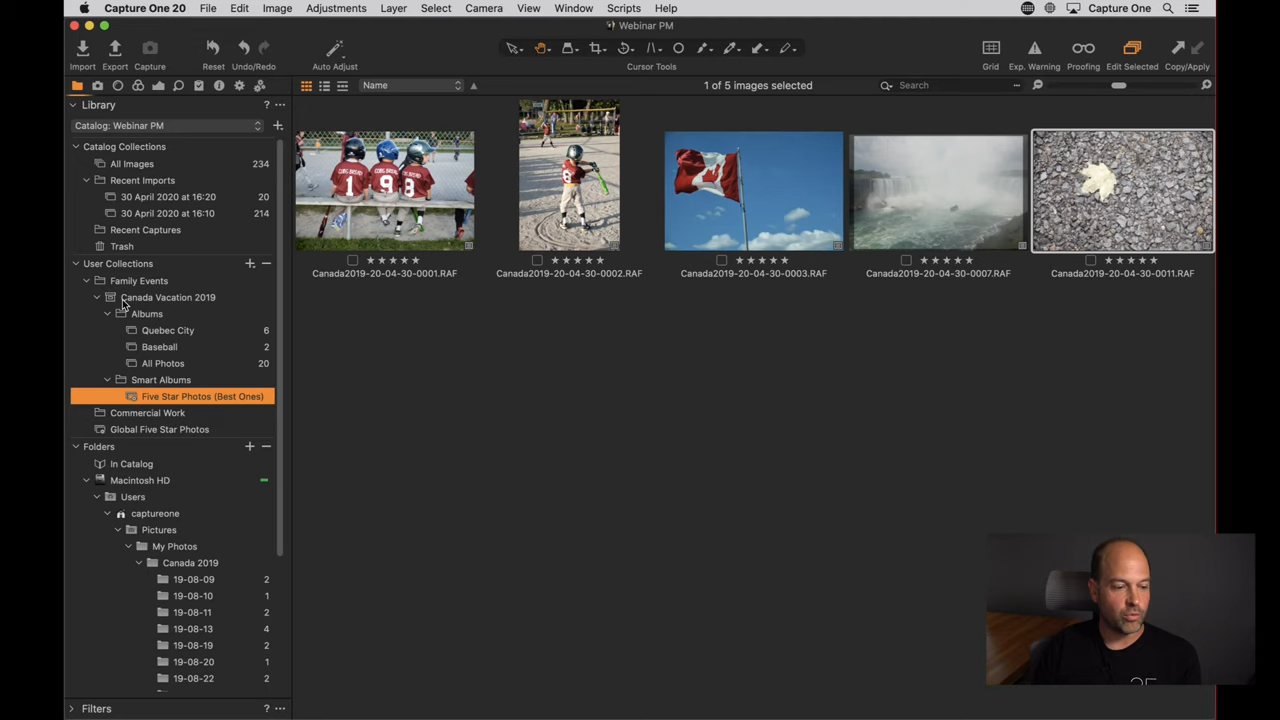 Capture One 20 File Edit Image Adjustments Layer Select Camera View Window Scripts Help Capture One
Webinar PM
Import Export Capture Reset Undo/Redo Auto Adjust Cursor Tools Grid Exp. Warning Proofing Edit Selected Copy/Apply
Name 1 of 5 images selected Search
Library ?
Catalog: Webinar PM
Catalog Collections
All Images 234
Recent Imports
30 April 2020 at 16:20 20
30 April 2020 at 16:10 214
Recent Captures
Trash
User Collections
Family Events
Canada Vacation 2019
Albums
Quebec City 6
Baseball 2
All Photos 20
Smart Albums
Five Star Photos (Best Ones)
Commercial Work
Global Five Star Photos
Folders
In Catalog
Macintosh HD
Users
captureone
Pictures
My Photos
Canada 2019
19-08-09 2
19-08-10 1
19-08-11 2
19-08-13 4
19-08-19 2
19-08-20 1
19-08-22 2
Filters ?
1 9 8
Canada2019-20-04-30-0001.RAF
Canada2019-20-04-30-0002.RAF
Canada2019-20-04-30-0003.RAF
Canada2019-20-04-30-0007.RAF
Canada2019-20-04-30-0011.RAF